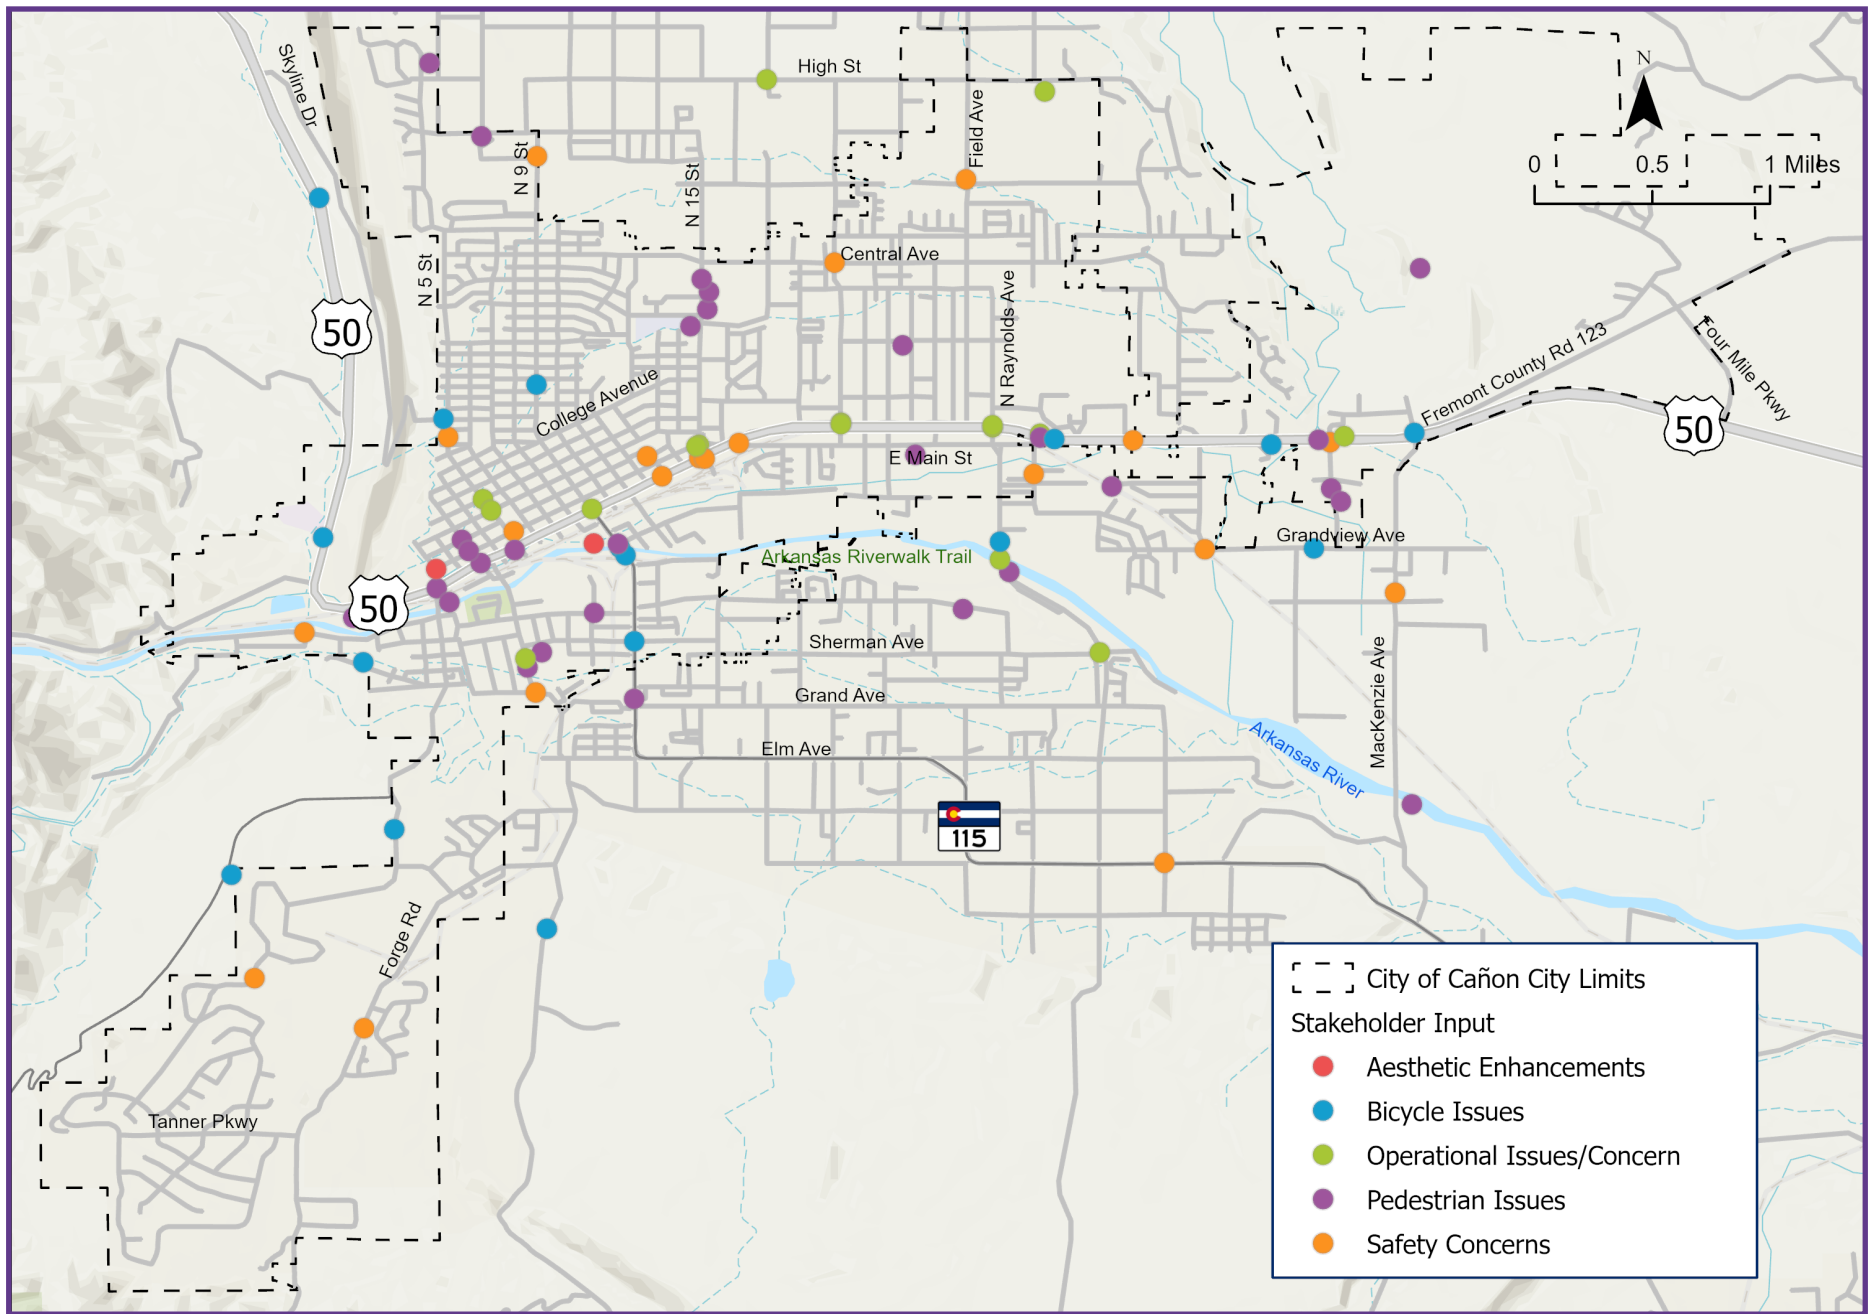 High St
Skyline Dr
N
Field Ave
0
0.5
1 Miles
N 9 St
N 15 St
Central Ave
N 5 St
N Raynolds Ave
50
Fremont County Rd 123
Four Mile Pkwy
College Avenue
50
E Main St
Grandview Ave
Arkansas Riverwalk Trail
50
Sherman Ave
MacKenzie Ave
Grand Ave
Elm Ave
Arkansas River
115
Forge Rd
Tanner Pkwy
City of Cañon City Limits
Stakeholder Input
Aesthetic Enhancements
Bicycle Issues
Operational Issues/Concern
Pedestrian Issues
Safety Concerns